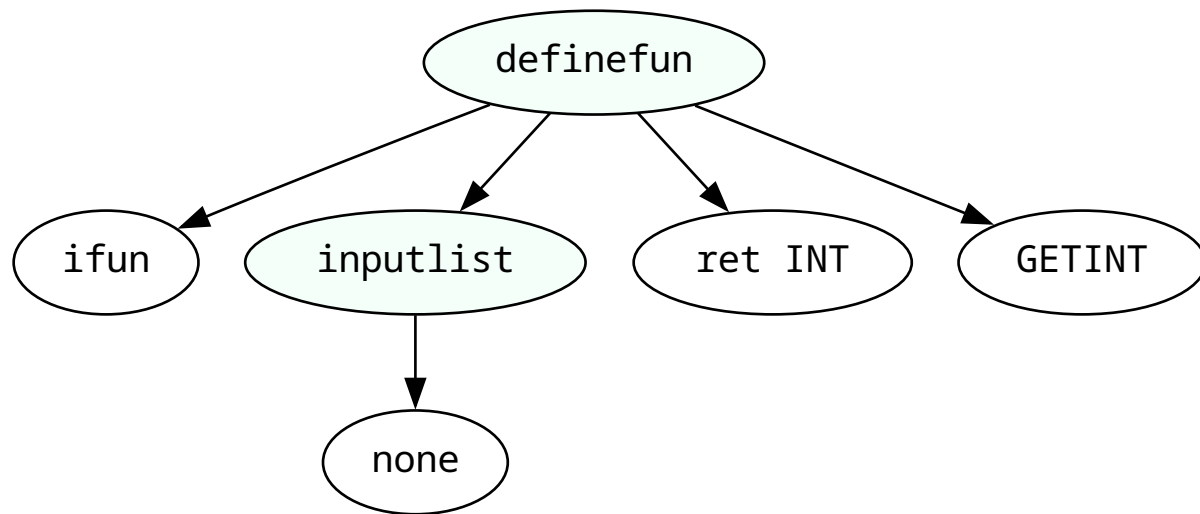 definefun
ifun
inputlist
ret INT
GETINT
none